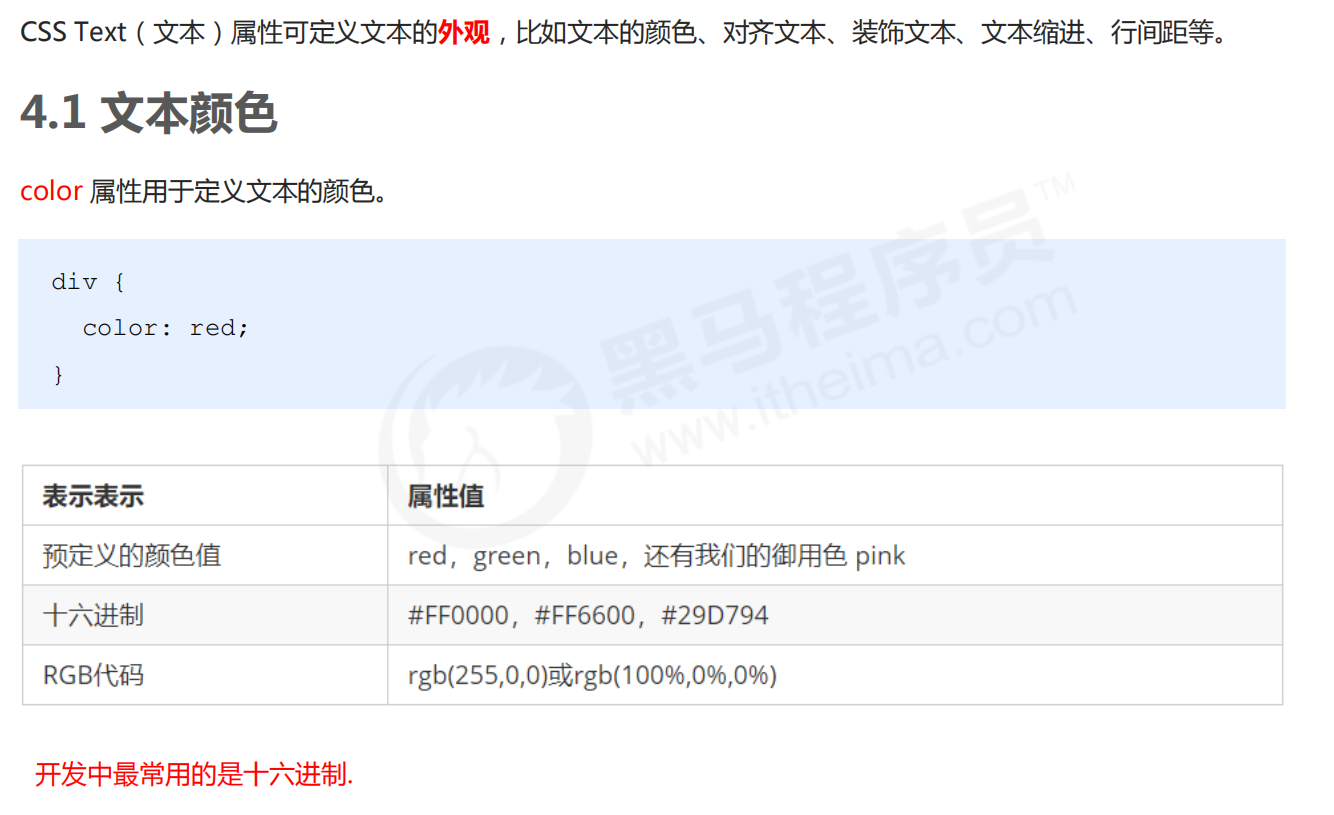 CSS Text（文本）属性可定义文本的外观，比如文本的颜色、对齐文本、装饰文本、文本缩进、行间距等。
4.1 文本颜色
color 属性用于定义文本的颜色。
div {
color: red;
}
黑马程序员™
www.itheima.com
表示表示 属性值
预定义的颜色值 red，green，blue，还有我们的御用色 pink
十六进制 #FF0000，#FF6600，#29D794
RGB代码 rgb(255,0,0)或rgb(100%,0%,0%)
开发中最常用的是十六进制.